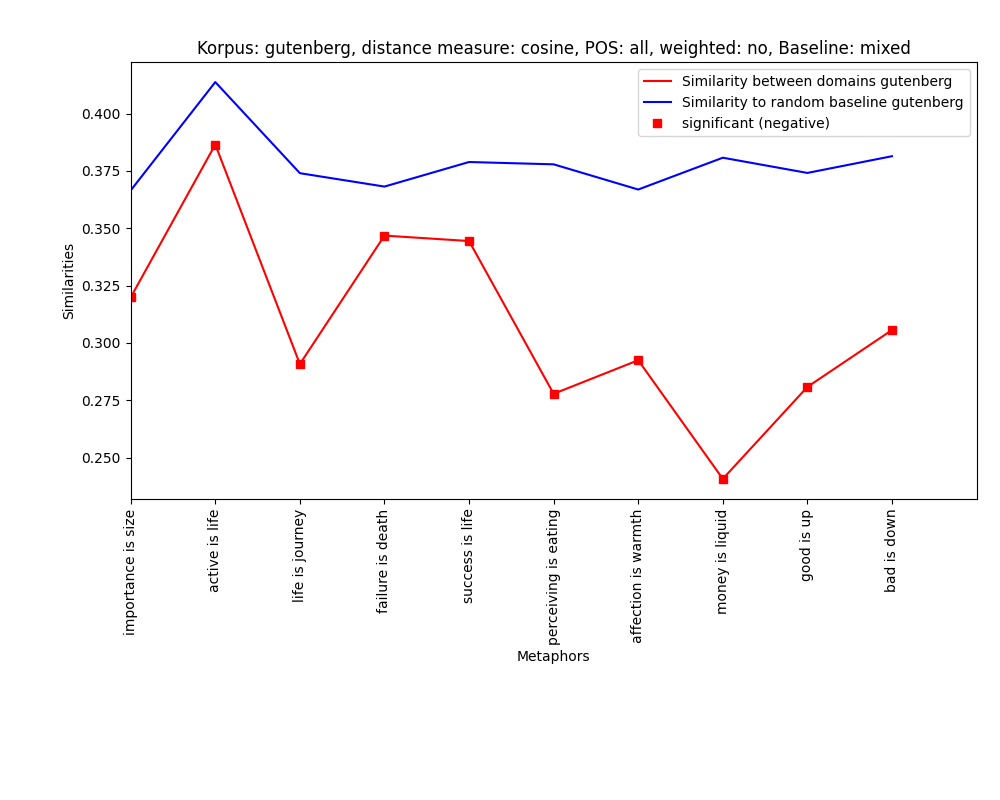 Korpus: gutenberg, distance measure: cosine, POS: all, weighted: no, Baseline: mixed
Similarity between domains gutenberg
Similarity to random baseline gutenberg
significant (negative)
Similarities
0.400
0.375
0.350
0.325
0.300
0.275
0.250
importance is size
active is life
life is journey
failure is death
success is life
perceiving is eating
affection is warmth
money is liquid
good is up
bad is down
Metaphors